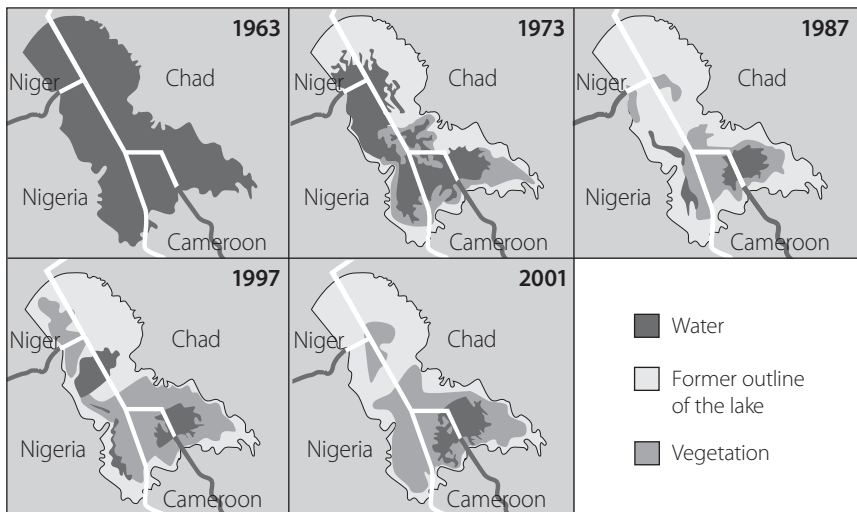 1963
Niger
Chad
Nigeria
Cameroon
1973
Niger
Chad
Nigeria
Cameroon
1987
Niger
Chad
Nigeria
Cameroon
1997
Niger
Chad
Nigeria
Cameroon
2001
Niger
Chad
Nigeria
Cameroon
Water
Former outline
of the lake
Vegetation